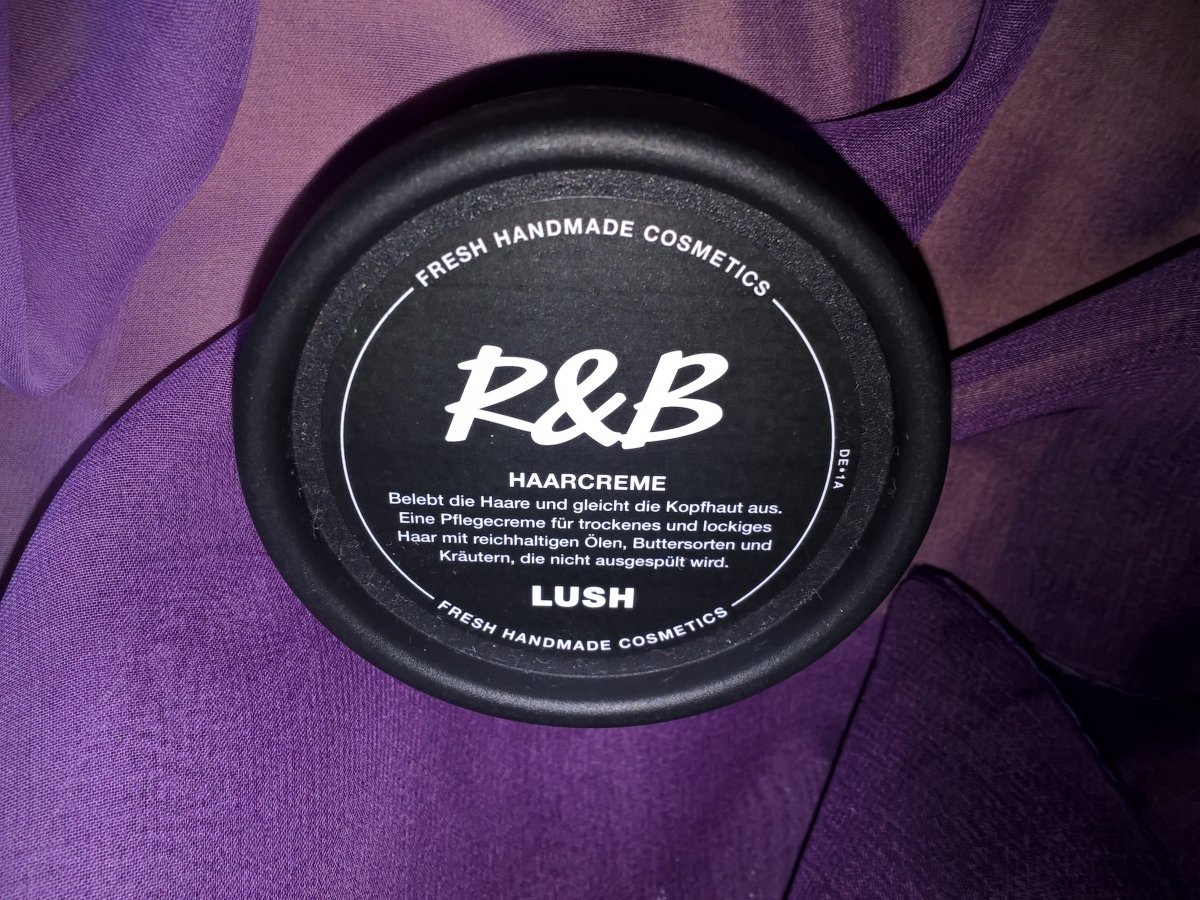 FRESH HANDMADE COSMETICS
R&B
HAARCREME
Belebt die Haare und gleicht die Kopfhaut aus.
Eine Pflegecreme für trockenes und lockiges
Haar mit reichhaltigen Ölen, Buttersorten und
Kräutern, die nicht ausgespült wird.
LUSH
FRESH HANDMADE COSMETICS
DE•1A